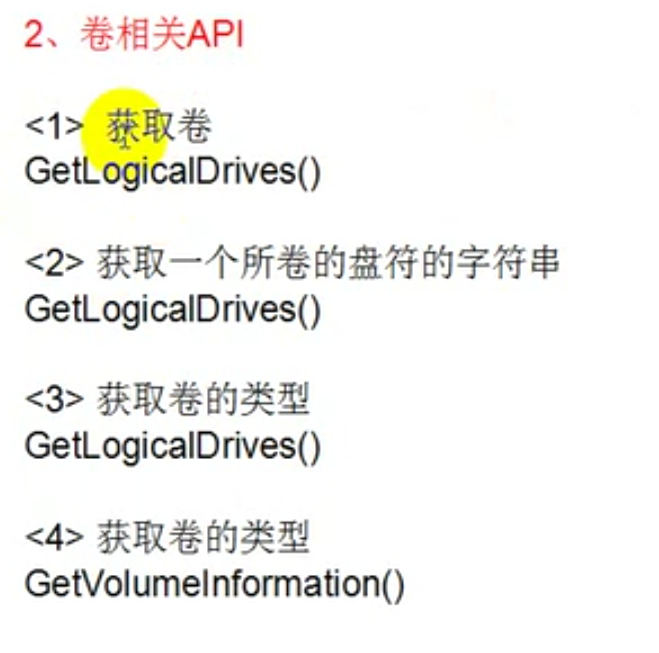 2、卷相关API
<1> 获取卷
GetLogicalDrives()
<2> 获取一个所卷的盘符的字符串
GetLogicalDrives()
<3> 获取卷的类型
GetLogicalDrives()
<4> 获取卷的类型
GetVolumeInformation()